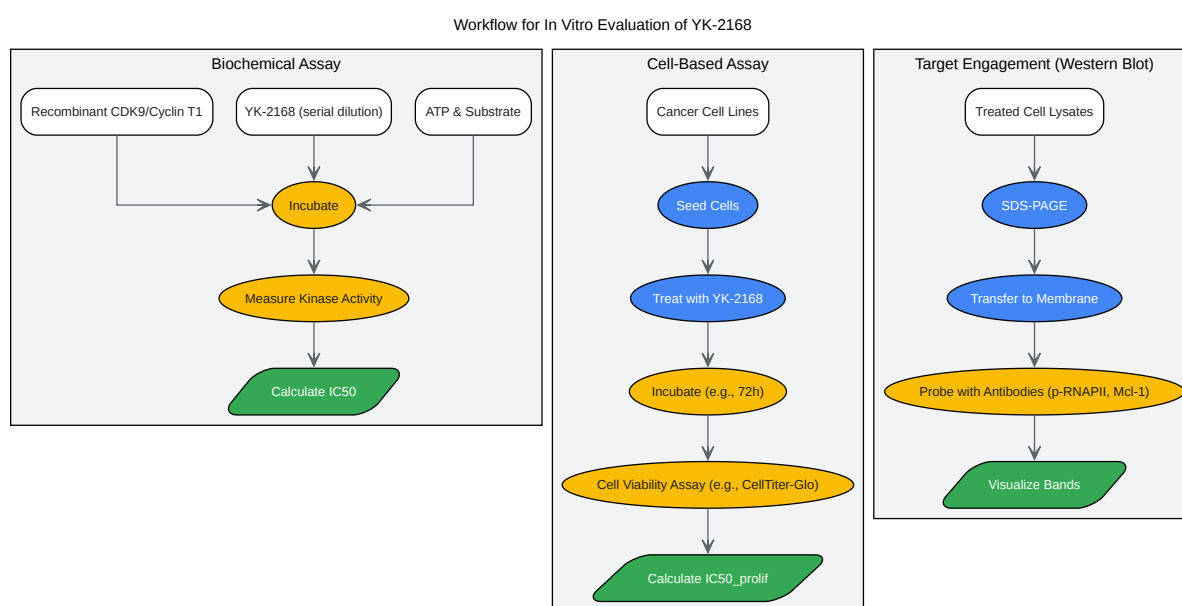 Workflow for In Vitro Evaluation of YK-2168
Biochemical Assay
Recombinant CDK9/Cyclin T1
YK-2168 (serial dilution)
ATP & Substrate
Incubate
Measure Kinase Activity
Calculate IC50
Cell-Based Assay
Cancer Cell Lines
Seed Cells
Treat with YK-2168
Incubate (e.g., 72h)
Cell Viability Assay (e.g., CellTiter-Glo)
Calculate IC50_prolif
Target Engagement (Western Blot)
Treated Cell Lysates
SDS-PAGE
Transfer to Membrane
Probe with Antibodies (p-RNAPII, Mcl-1)
Visualize Bands